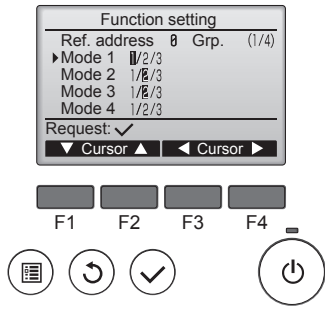 Function setting
Ref. address 0 Grp. (1/4)
Mode 1 1/2/3
Mode 2 1/2/3
Mode 3 1/2/3
Mode 4 1/2/3
Request: ✓
▼ Cursor ▲ ◀ Cursor ▶
F1 F2 F3 F4